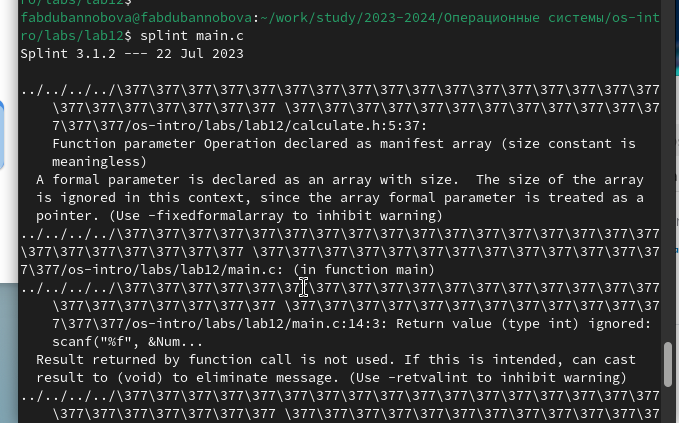 ro/labs/lab12$
fabdubannobova@fabdubannobova:~/work/study/2023-2024/Операционные системы/os-int
ro/labs/lab12$ splint main.c
Splint 3.1.2 --- 22 Jul 2023
../../../../\377\377\377\377\377\377\377\377\377\377\377\377\377\377\377\377\377
\377\377\377\377\377\377\377 \377\377\377\377\377\377\377\377\377\377\377\37
7\377\377/os-intro/labs/lab12/calculate.h:5:37:
Function parameter Operation declared as manifest array (size constant is
meaningless)
A formal parameter is declared as an array with size.  The size of the array
is ignored in this context, since the array formal parameter is treated as a
pointer. (Use -fixedformalarray to inhibit warning)
../../../../\377\377\377\377\377\377\377\377\377\377\377\377\377\377\377\377\377
\377\377\377\377\377\377\377 \377\377\377\377\377\377\377\377\377\377\377\377\37
7\377/os-intro/labs/lab12/main.c: (in function main)
../../../../\377\377\377\377\377\377\377\377\377\377\377\377\377\377\377\377\377
\377\377\377\377\377\377\377 \377\377\377\377\377\377\377\377\377\377\377\37
7\377\377/os-intro/labs/lab12/main.c:14:3: Return value (type int) ignored:
scanf("%f", &Num...
Result returned by function call is not used. If this is intended, can cast
result to (void) to eliminate message. (Use -retvalint to inhibit warning)
../../../../\377\377\377\377\377\377\377\377\377\377\377\377\377\377\377\377\377
\377\377\377\377\377\377\377 \377\377\377\377\377\377\377\377\377\377\377\37